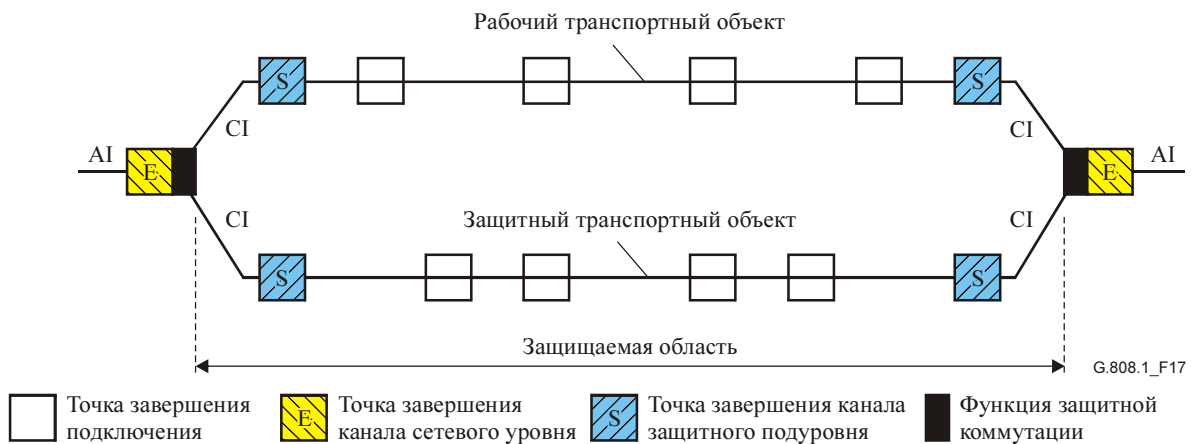 Рабочий транспортный объект
S
S
CI
CI
AI
E
E
AI
CI
Защитный транспортный объект
CI
S
S
Защищаемая область
G.808.1_F17
Точка завершения
подключения
E
Точка завершения
канала сетевого уровня
S
Точка завершения канала
защитного подуровня
Функция защитной
коммутации